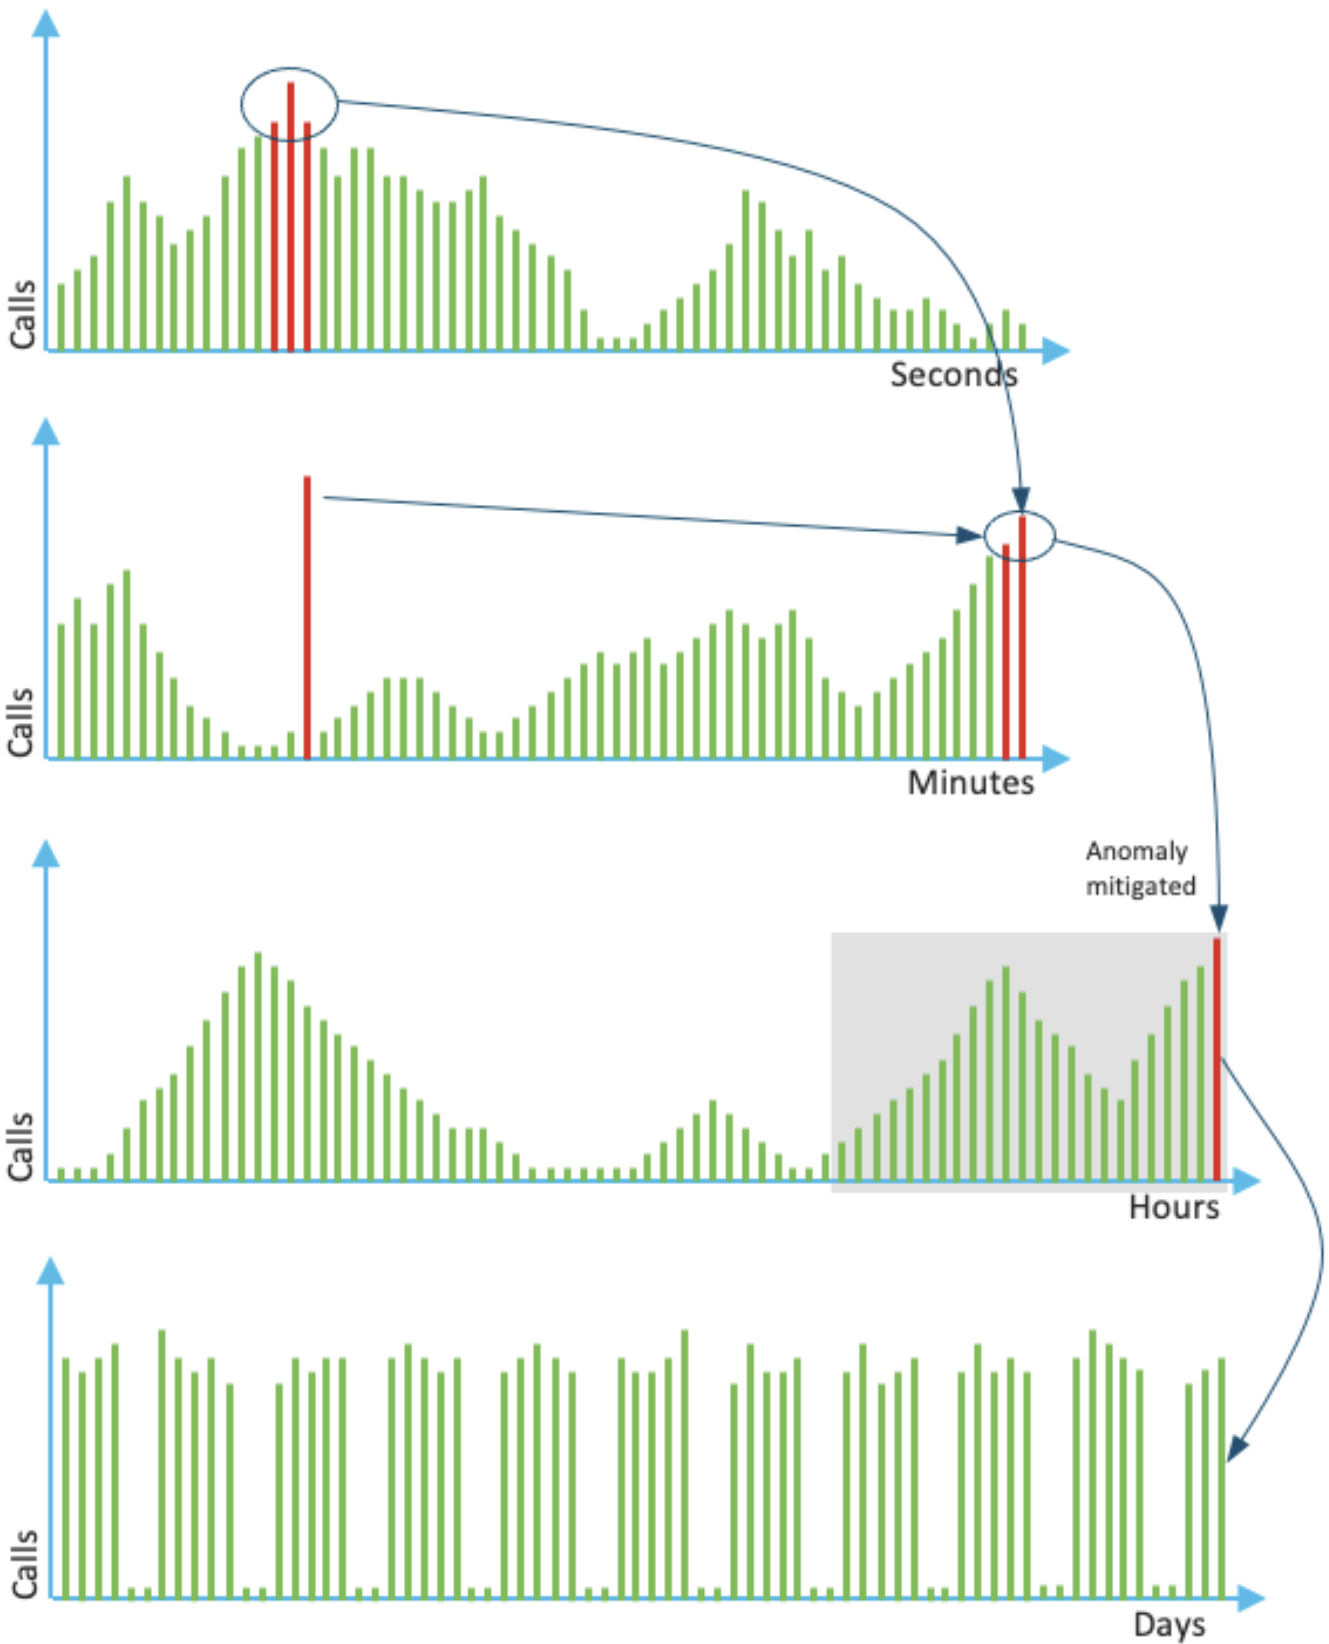 Calls
Seconds
Calls
Minutes
Anomaly
mitigated
Calls
Hours
Calls
Days